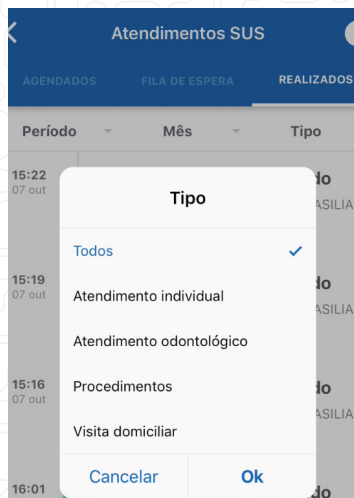 Atendimentos SUS
AGENDADOS FILA DE ESPERA REALIZADOS
Período Mês Tipo
15:22
07 out
Tipo
Todos
15:19
07 out
Atendimento individual
Atendimento odontológico
15:16
07 out
Procedimentos
Visita domiciliar
16:01
Cancelar Ok